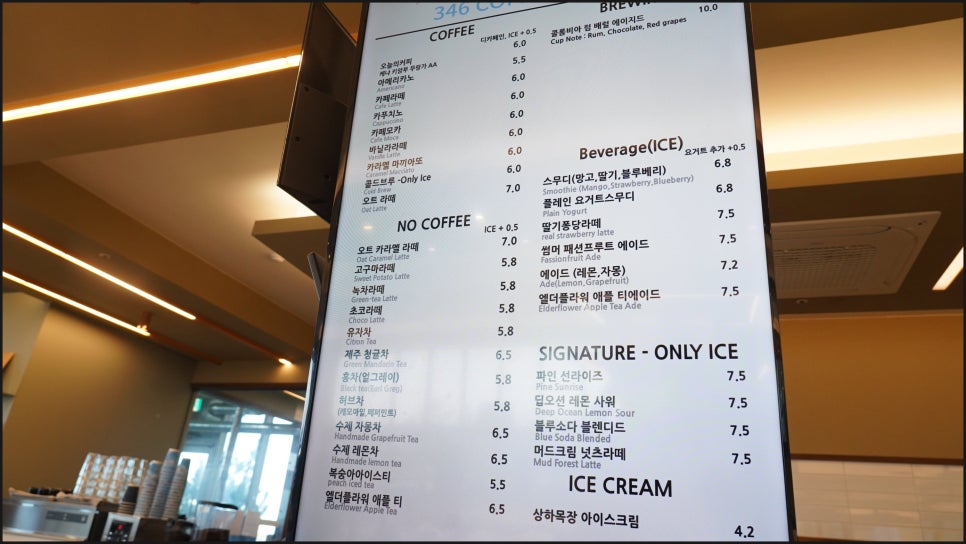 346 CO
COFFEE 디카페인, ICE + 0.5
오늘의커피 6.0
케냐 키암부 무랑가 AA
아메리카노 5.5
Americano
카페라떼 6.0
Cafe Latte
카푸치노 6.0
Cappuccino
카페모카 6.0
Cafe Moca
바닐라라떼 6.0
Vanilla Latte
카라멜 마끼아또 6.0
Caramel Macciato
콜드브루 -Only Ice 6.0
Cold Brew
오트 라떼 7.0
Oat Latte
NO COFFEE ICE + 0.5
오트 카라멜 라떼 7.0
Oat Caramel Latte
고구마라떼 5.8
Sweet Potato Latte
녹차라떼 5.8
Green-tea Latte
초코라떼 5.8
Choco Latte
유자차 5.8
Citron Tea
제주 청귤차 6.5
Green Mandarin Tea
홍차(얼그레이) 5.8
Black tea(Earl Greg)
허브차 5.8
(캐모마일,페퍼민트)
수제 자몽차 6.5
Handmade Grapefruit Tea
수제 레몬차 6.5
Handmade lemon tea
복숭아아이스티 5.5
peach iced tea
엘더플라워 애플 티 6.5
Elderflower Apple Tea
BREWI
콜롬비아 럼 배럴 에이지드 10.0
Cup Note : Rum, Chocolate, Red grapes
Beverage(ICE) 요거트 추가 +0.5
스무디(망고,딸기,블루베리) 6.8
Smoothie (Mango,Strawberry,Blueberry)
플레인 요거트스무디 6.8
Plain Yogurt
딸기퐁당라떼 7.5
real strawberry latte
썸머 패션프루트 에이드 7.5
Fassionfruit Ade
에이드 (레몬,자몽) 7.2
Ade(Lemon,Grapefruit)
엘더플라워 애플 티에이드 7.5
Elderflower Apple Tea Ade
SIGNATURE - ONLY ICE
파인 선라이즈 7.5
Pine Sunrise
딥오션 레몬 사워 7.5
Deep Ocean Lemon Sour
블루소다 블렌디드 7.5
Blue Soda Blended
머드크림 넛츠라떼 7.5
Mud Forest Latte
ICE CREAM
상하목장 아이스크림 4.2